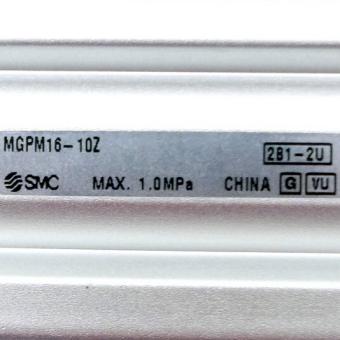 MGPM16-10Z 2B1-2U
SMC MAX. 1.0MPa CHINA G VU